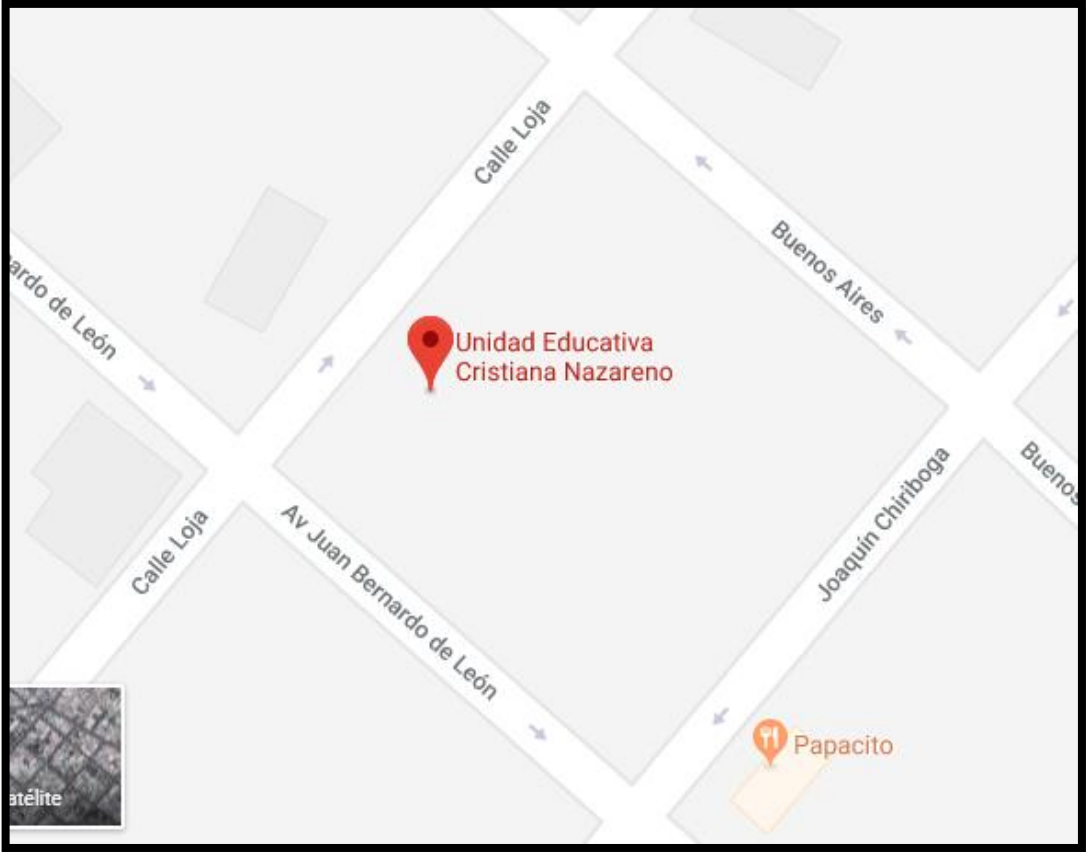 Calle Loja
Buenos Aires
ardo de León
Unidad Educativa
Cristiana Nazareno
Buenos
Joaquín Chiriboga
Calle Loja
Av Juan Bernardo de León
Papacito
atélite